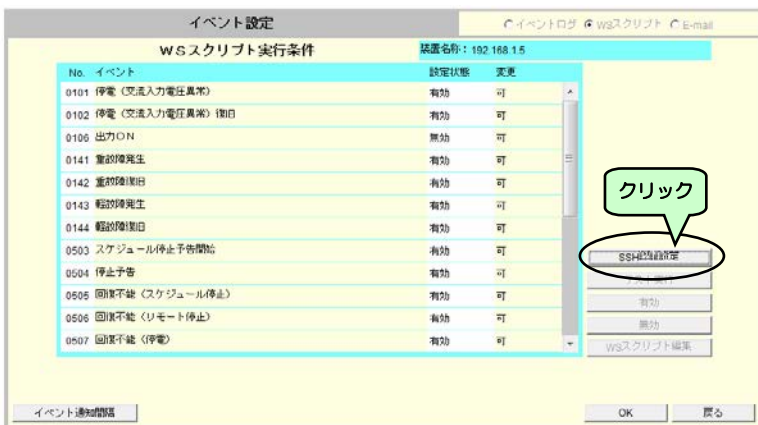 イベント設定
イベントログ WSスクリプト E-mail
WSスクリプト実行条件
装置名称：192.168.1.5
No. イベント 設定状態 変更
0101 停電（交流入力電圧異常） 有効 可
0102 停電（交流入力電圧異常）復旧 有効 可
0106 出力ON 無効 可
0141 重故障発生 有効 可
0142 重故障復旧 有効 可
0143 軽故障発生 有効 可
0144 軽故障復旧 有効 可
0503 スケジュール停止予告開始 有効 可
0504 停止予告 有効 可
0505 回復不能（スケジュール停止） 有効 可
0506 回復不能（リモート停止） 有効 可
0507 回復不能（停電） 有効 可
クリック
SSH認証設定
テスト実行
有効
無効
WSスクリプト編集
イベント通知間隔
OK
戻る